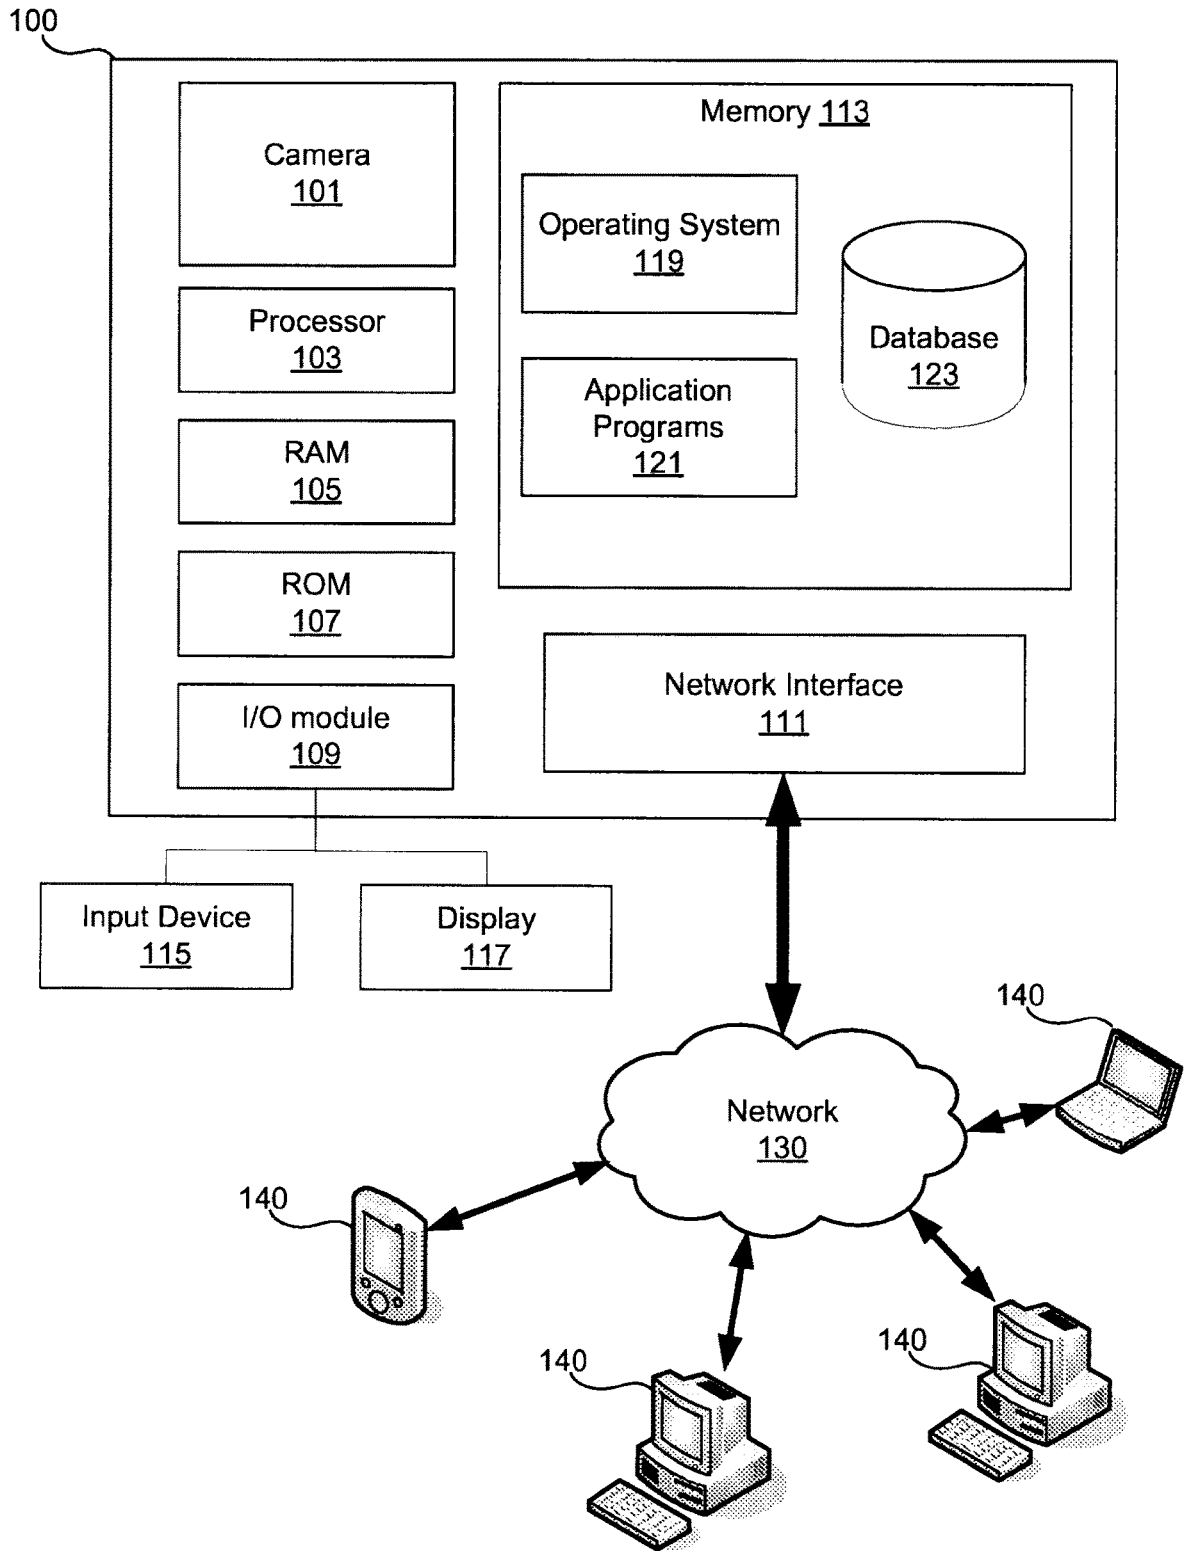 100
Camera
101
Processor
103
RAM
105
ROM
107
I/O module
109
Memory 113
Operating System
119
Application
Programs
121
Database
123
Network Interface
111
Input Device
115
Display
117
Network
130
140
140
140
140